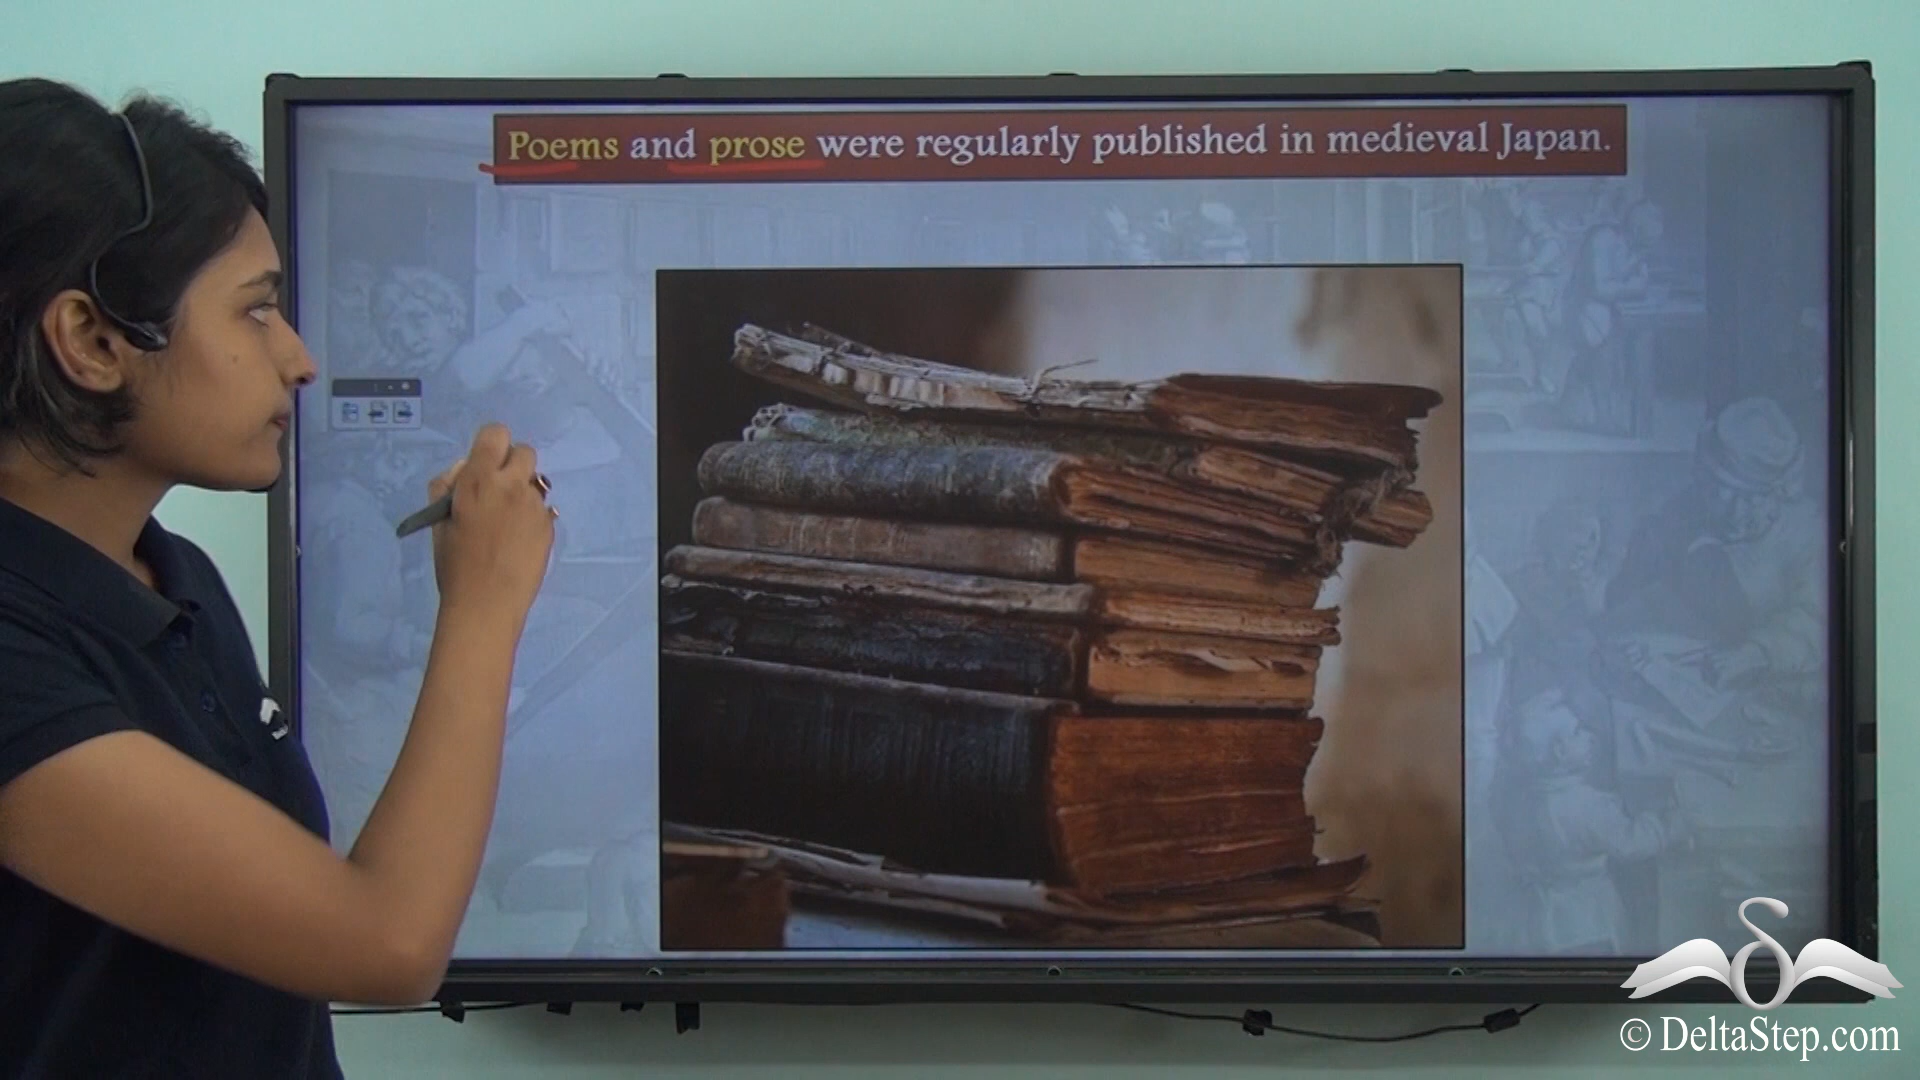 Poems and prose were regularly published in medieval Japan.
© DeltaStep.com